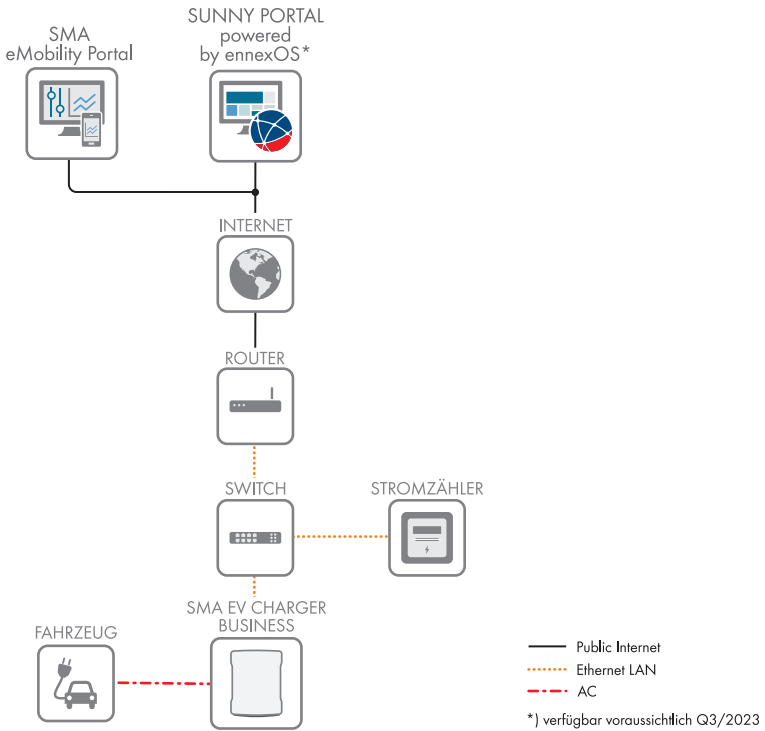 SMA
eMobility Portal
SUNNY PORTAL
powered
by ennexOS*
INTERNET
ROUTER
SWITCH
STROMZÄHLER
SMA EV CHARGER
BUSINESS
FAHRZEUG
Public Internet
Ethernet LAN
AC
*) verfügbar voraussichtlich Q3/2023